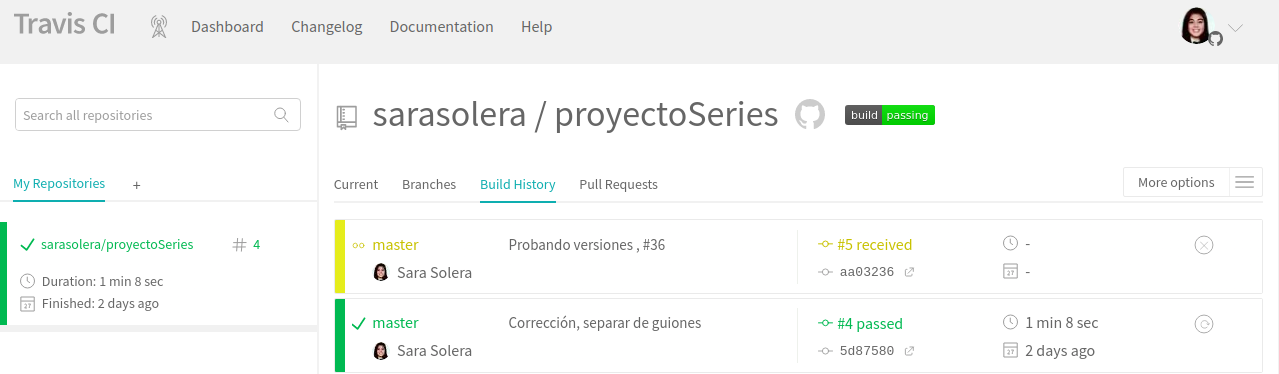 Travis CI Dashboard Changelog Documentation Help
Search all repositories
sarasolera / proyectoSeries build passing
My Repositories +
Current Branches Build History Pull Requests More options
sarasolera/proyectoSeries # 4
Duration: 1 min 8 sec
Finished: 2 days ago
master Probando versiones , #36 #5 received -
Sara Solera aa03236 -
master Corrección, separar de guiones #4 passed 1 min 8 sec
Sara Solera 5d87580 2 days ago